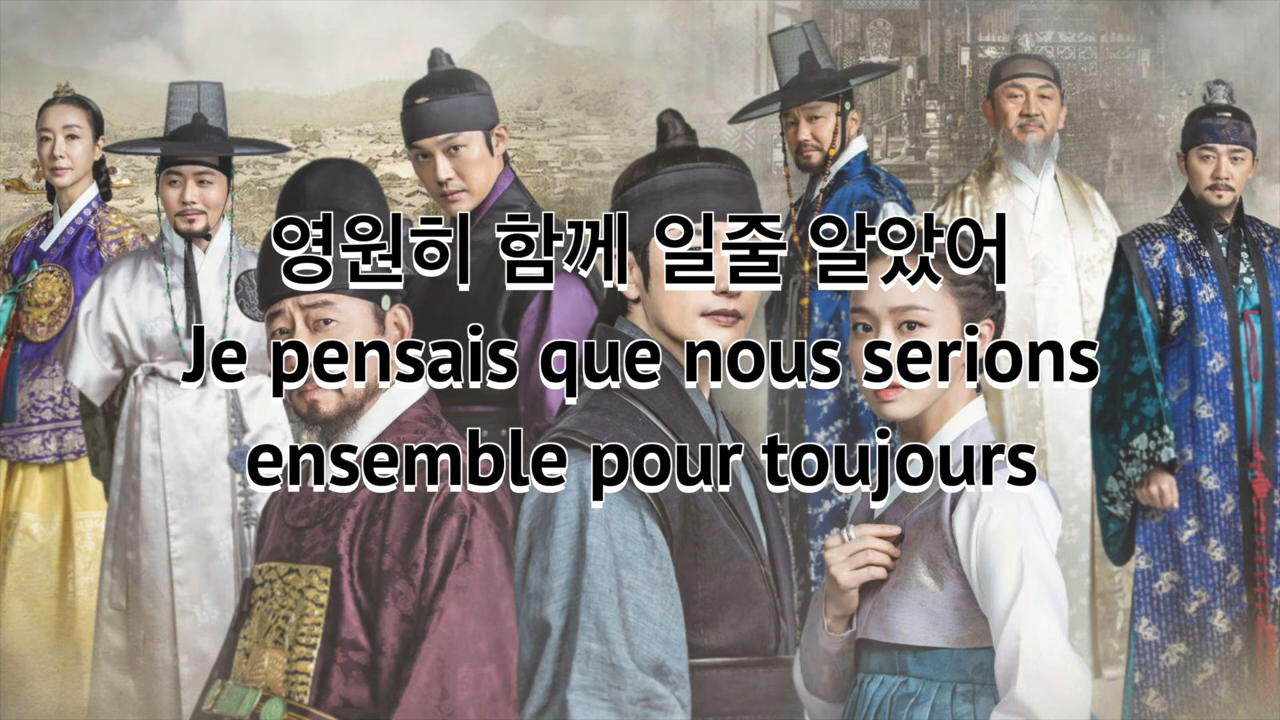 영원히 함께 일줄 알았어
Je pensais que nous serions
ensemble pour toujours